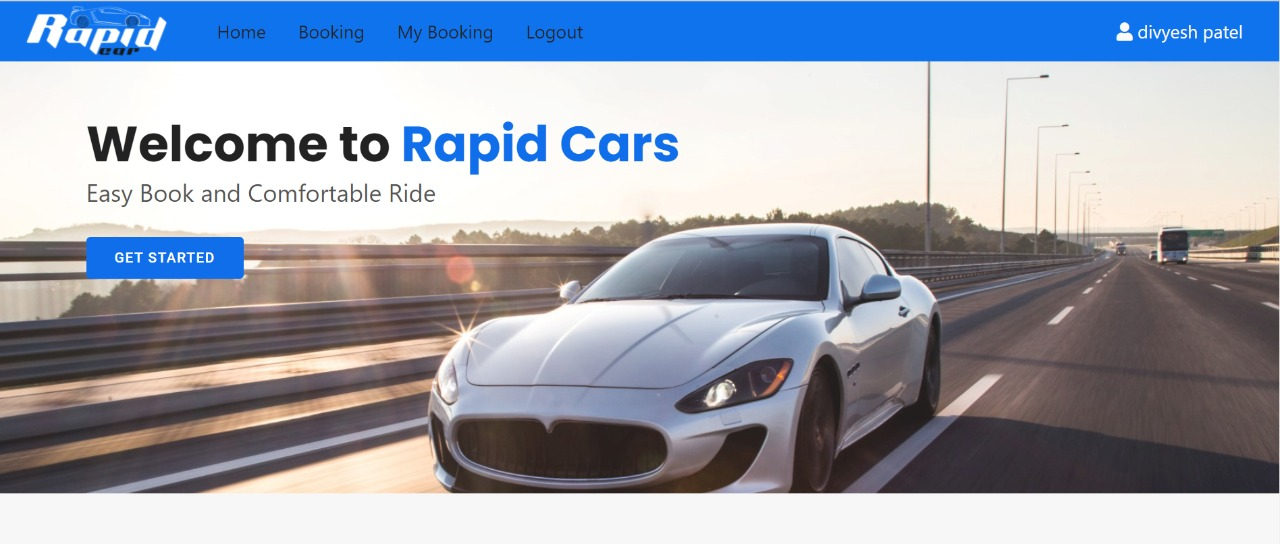 Rapid
car
Home Booking My Booking Logout
divyesh patel
Welcome to Rapid Cars
Easy Book and Comfortable Ride
GET STARTED